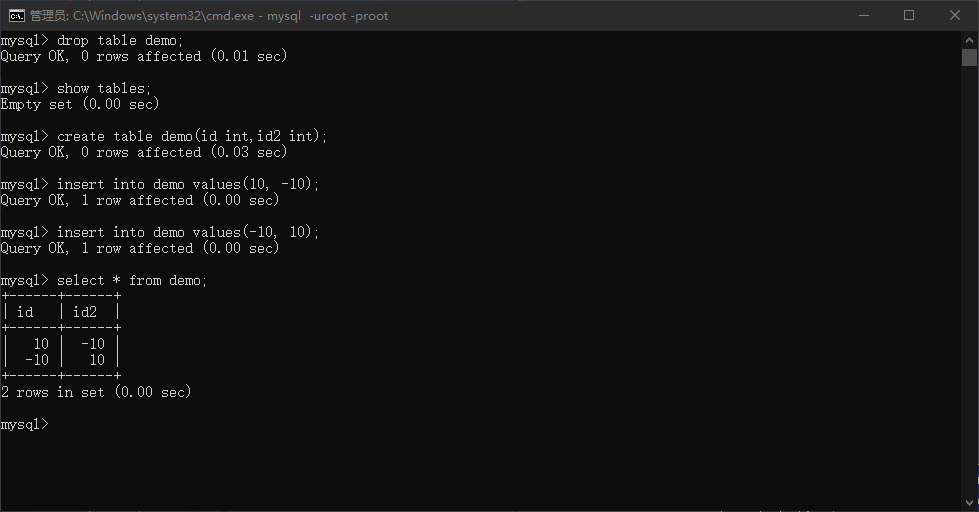 管理员: C:\Windows\system32\cmd.exe - mysql  -uroot -proot
mysql> drop table demo;
Query OK, 0 rows affected (0.01 sec)
mysql> show tables;
Empty set (0.00 sec)
mysql> create table demo(id int,id2 int);
Query OK, 0 rows affected (0.03 sec)
mysql> insert into demo values(10, -10);
Query OK, 1 row affected (0.00 sec)
mysql> insert into demo values(-10, 10);
Query OK, 1 row affected (0.00 sec)
mysql> select * from demo;
+------+------+
| id   | id2  |
+------+------+
|   10 |  -10 |
|  -10 |   10 |
+------+------+
2 rows in set (0.00 sec)
mysql>